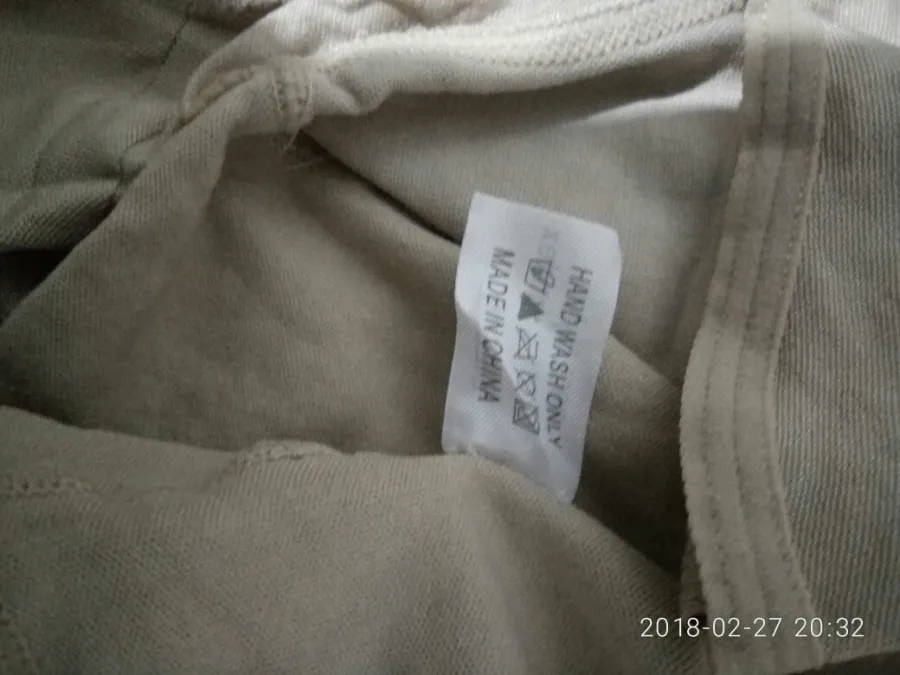 HAND WASH ONLY
MADE IN CHINA
2018-02-27 20:32